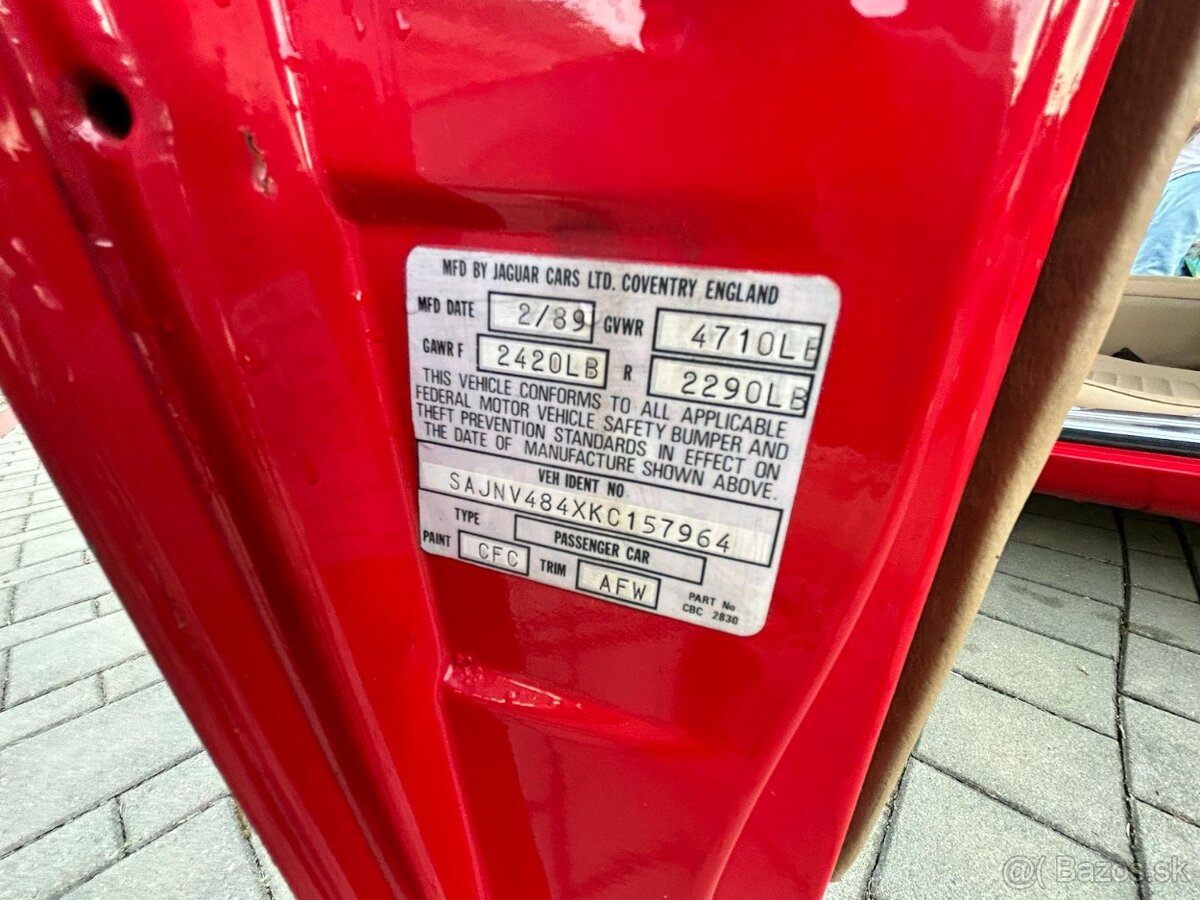 MFD BY JAGUAR CARS LTD. COVENTRY ENGLAND
MFD DATE 2/89 GVWR 4710LB
GAWR F 2420LB R 2290LB
THIS VEHICLE CONFORMS TO ALL APPLICABLE
FEDERAL MOTOR VEHICLE SAFETY BUMPER AND
THEFT PREVENTION STANDARDS IN EFFECT ON
THE DATE OF MANUFACTURE SHOWN ABOVE.
VEH IDENT NO
SAJNV484XKC157964
TYPE PASSENGER CAR
PAINT CFC TRIM AFW
PART No
CBC 2830
@( Bazos.sk